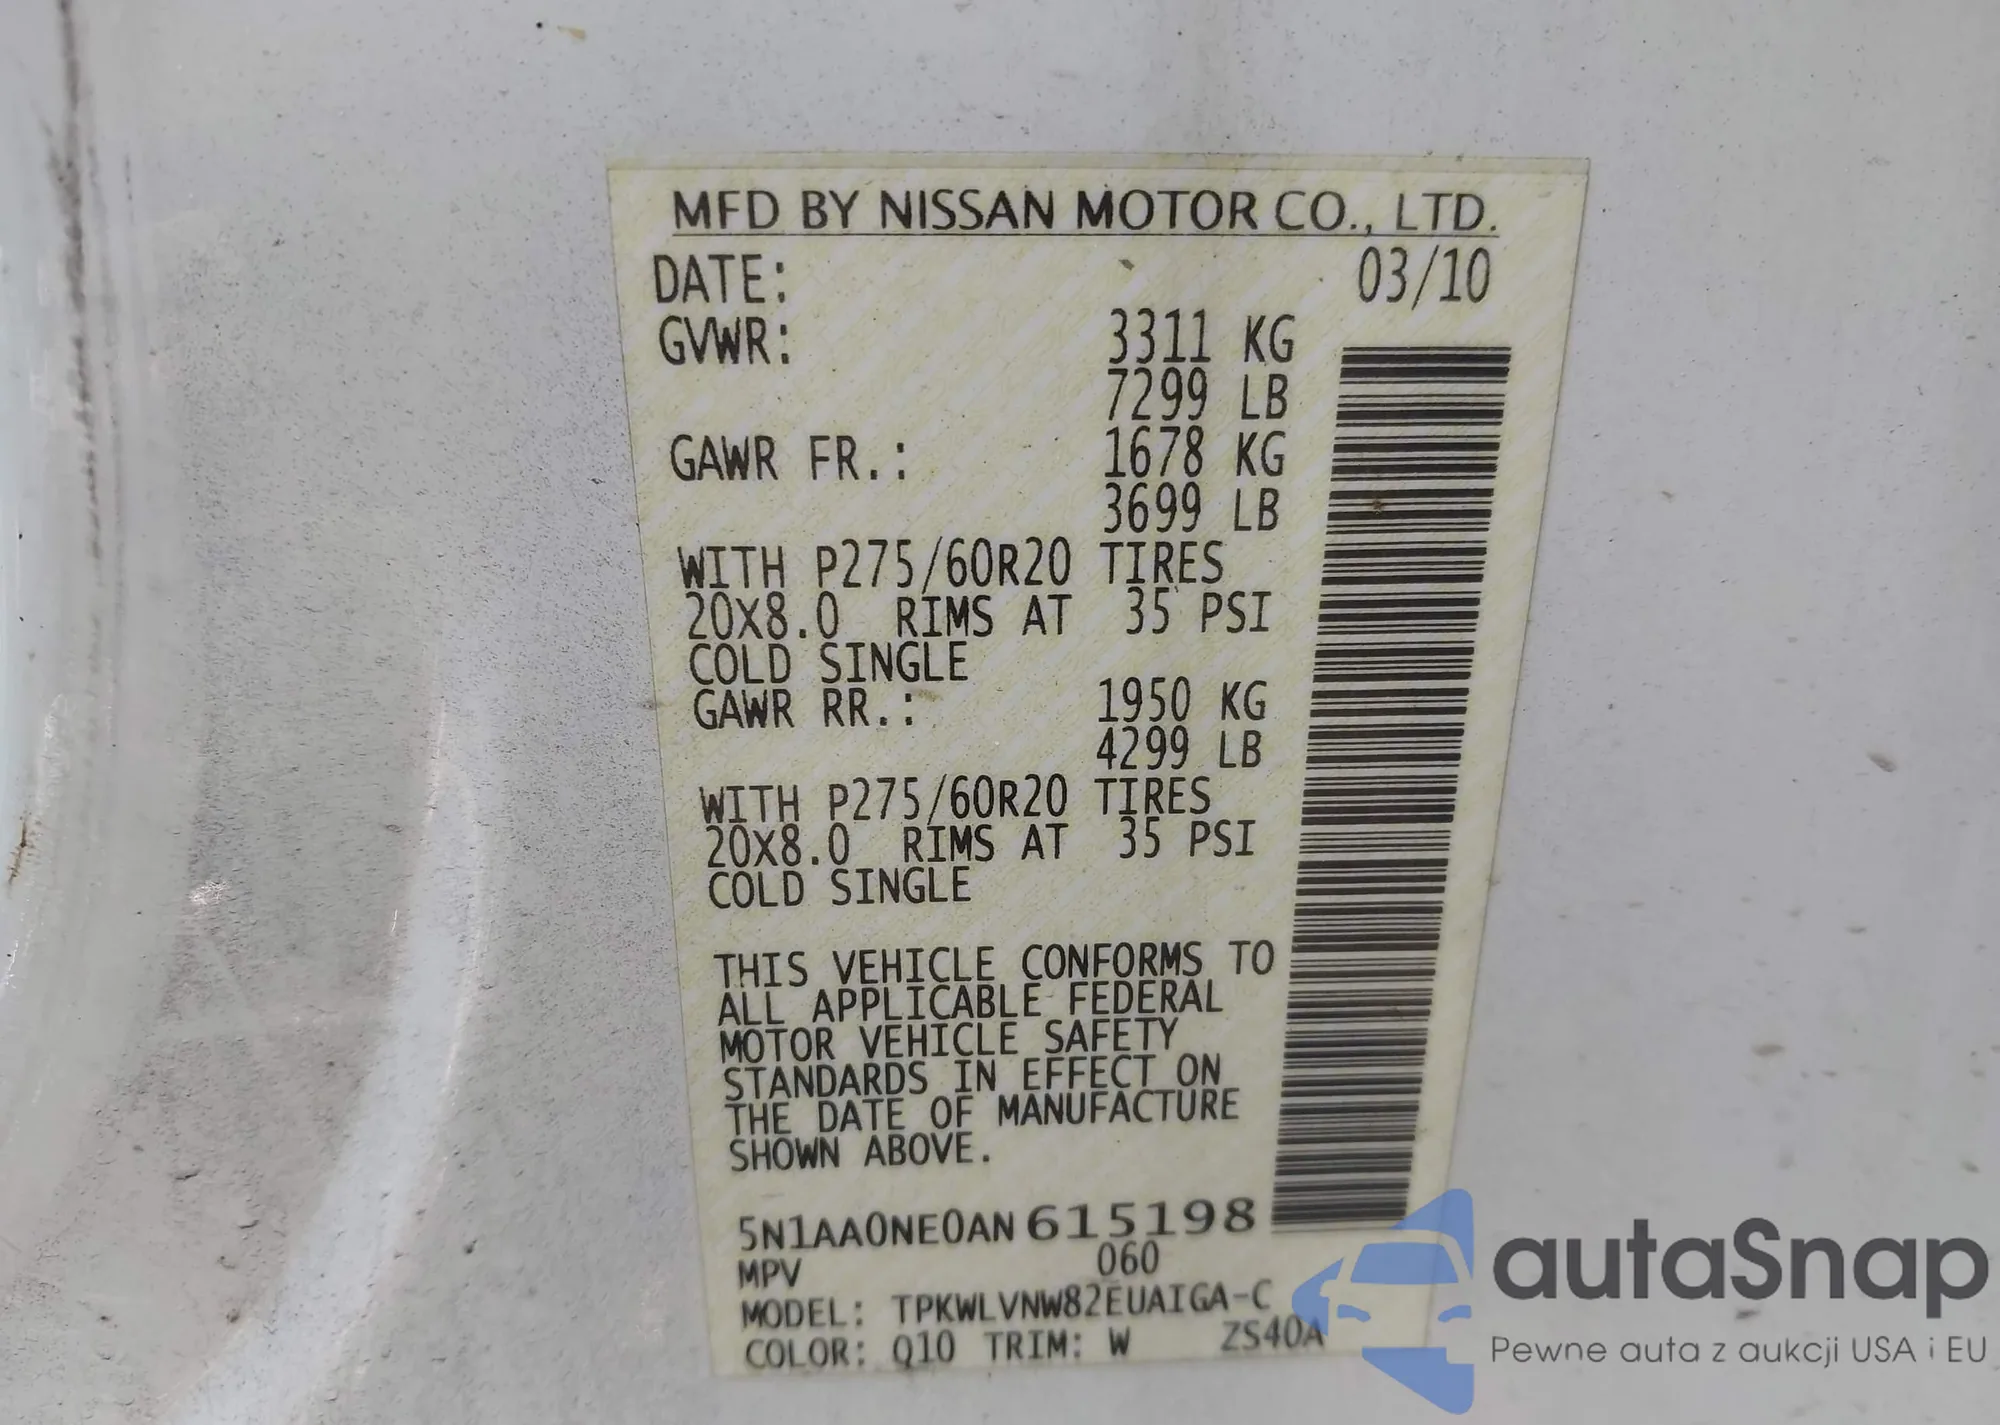 MFD BY NISSAN MOTOR CO., LTD.
DATE: 03/10
GVWR: 3311 KG
7299 LB
GAWR FR.: 1678 KG
3699 LB
WITH P275/60R20 TIRES
20X8.0 RIMS AT 35 PSI
COLD SINGLE
GAWR RR.: 1950 KG
4299 LB
WITH P275/60R20 TIRES
20X8.0 RIMS AT 35 PSI
COLD SINGLE
THIS VEHICLE CONFORMS TO
ALL APPLICABLE FEDERAL
MOTOR VEHICLE SAFETY
STANDARDS IN EFFECT ON
THE DATE OF MANUFACTURE
SHOWN ABOVE.
5N1AA0NE0AN615198
MPV 060
MODEL: TPKWLVNW82EUAIGA-C
COLOR: Q10 TRIM: W ZS40A
autaSnap
Pewne auta z aukcji USA i EU